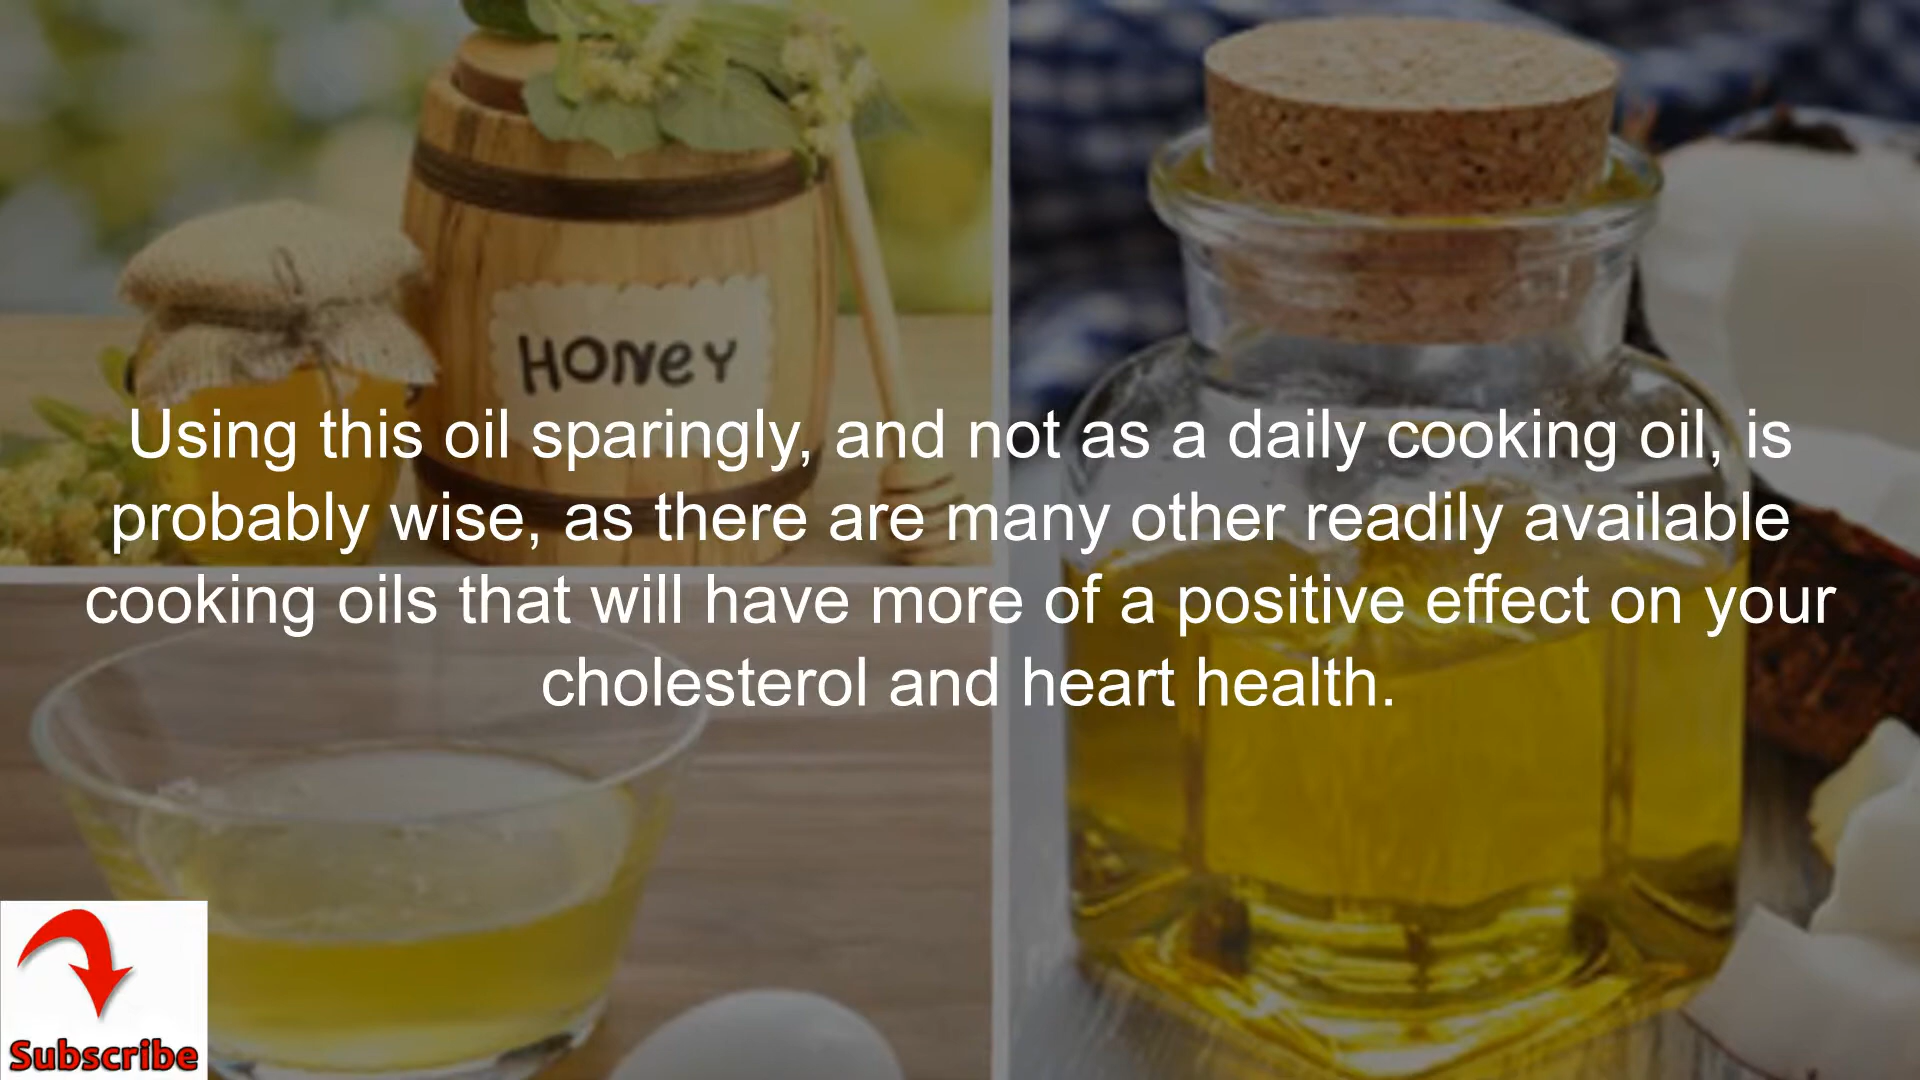 HONeY
Using this oil sparingly, and not as a daily cooking oil, is
probably wise, as there are many other readily available
cooking oils that will have more of a positive effect on your
cholesterol and heart health.
Subscribe